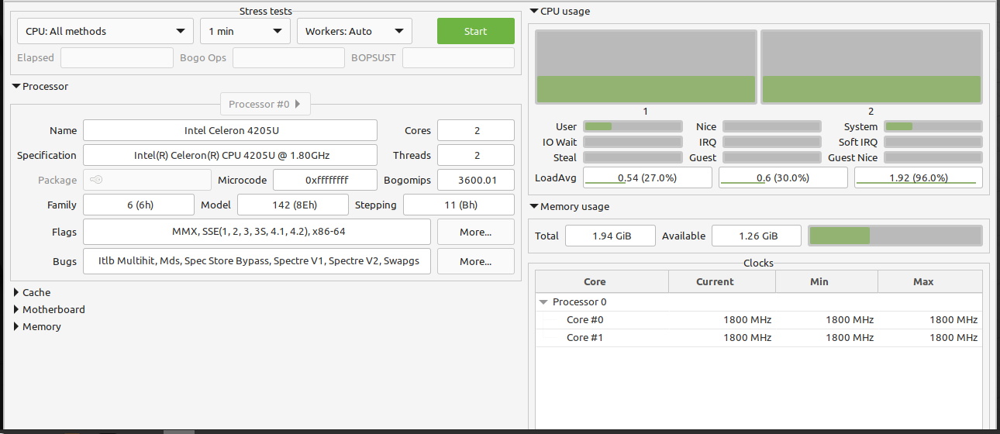 Stress tests
CPU: All methods 1 min Workers: Auto Start
Elapsed Bogo Ops BOPSUST
Processor
Processor #0
Name Intel Celeron 4205U Cores 2
Specification Intel(R) Celeron(R) CPU 4205U @ 1.80GHz Threads 2
Package Microcode 0xffffffff Bogomips 3600.01
Family 6 (6h) Model 142 (8Eh) Stepping 11 (Bh)
Flags MMX, SSE(1, 2, 3, 3S, 4.1, 4.2), x86-64 More...
Bugs Itlb Multihit, Mds, Spec Store Bypass, Spectre V1, Spectre V2, Swapgs More...
Cache
Motherboard
Memory
CPU usage
1 2
User Nice System
IO Wait IRQ Soft IRQ
Steal Guest Guest Nice
LoadAvg 0.54 (27.0%) 0.6 (30.0%) 1.92 (96.0%)
Memory usage
Total 1.94 GiB Available 1.26 GiB
Clocks
Core Current Min Max
Processor 0
Core #0 1800 MHz 1800 MHz 1800 MHz
Core #1 1800 MHz 1800 MHz 1800 MHz